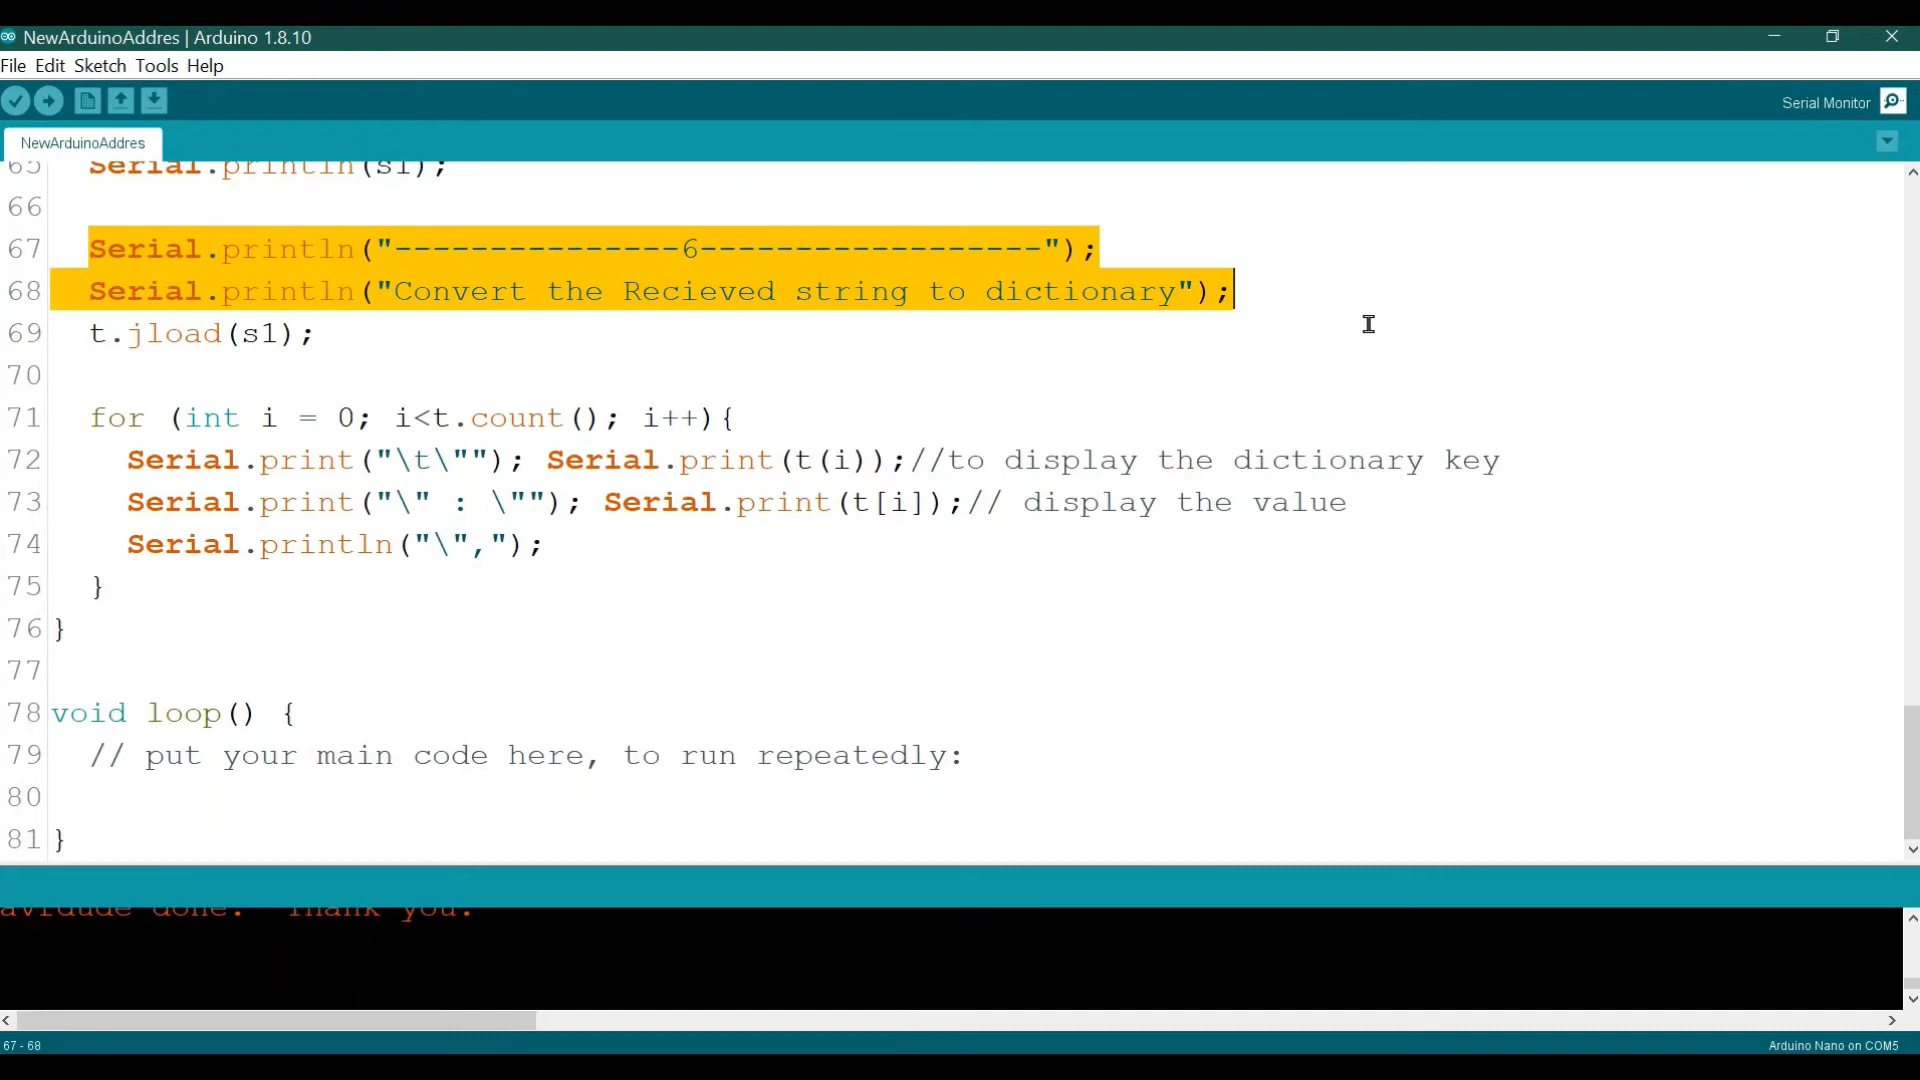 NewArduinoAddres | Arduino 1.8.10
File Edit Sketch Tools Help
Serial Monitor
NewArduinoAddres
65 Serial.println(s1);
66
67 Serial.println("---------------6------------------");
68 Serial.println("Convert the Recieved string to dictionary");
69 t.jload(s1);
70
71 for (int i = 0; i<t.count(); i++){
72 Serial.print("\t\""); Serial.print(t(i));//to display the dictionary key
73 Serial.print("\" : \""); Serial.print(t[i]);// display the value
74 Serial.println("\",");
75 }
76 }
77
78 void loop() {
79 // put your main code here, to run repeatedly:
80
81 }
avrdude done. Thank you.
67 - 68
Arduino Nano on COM5